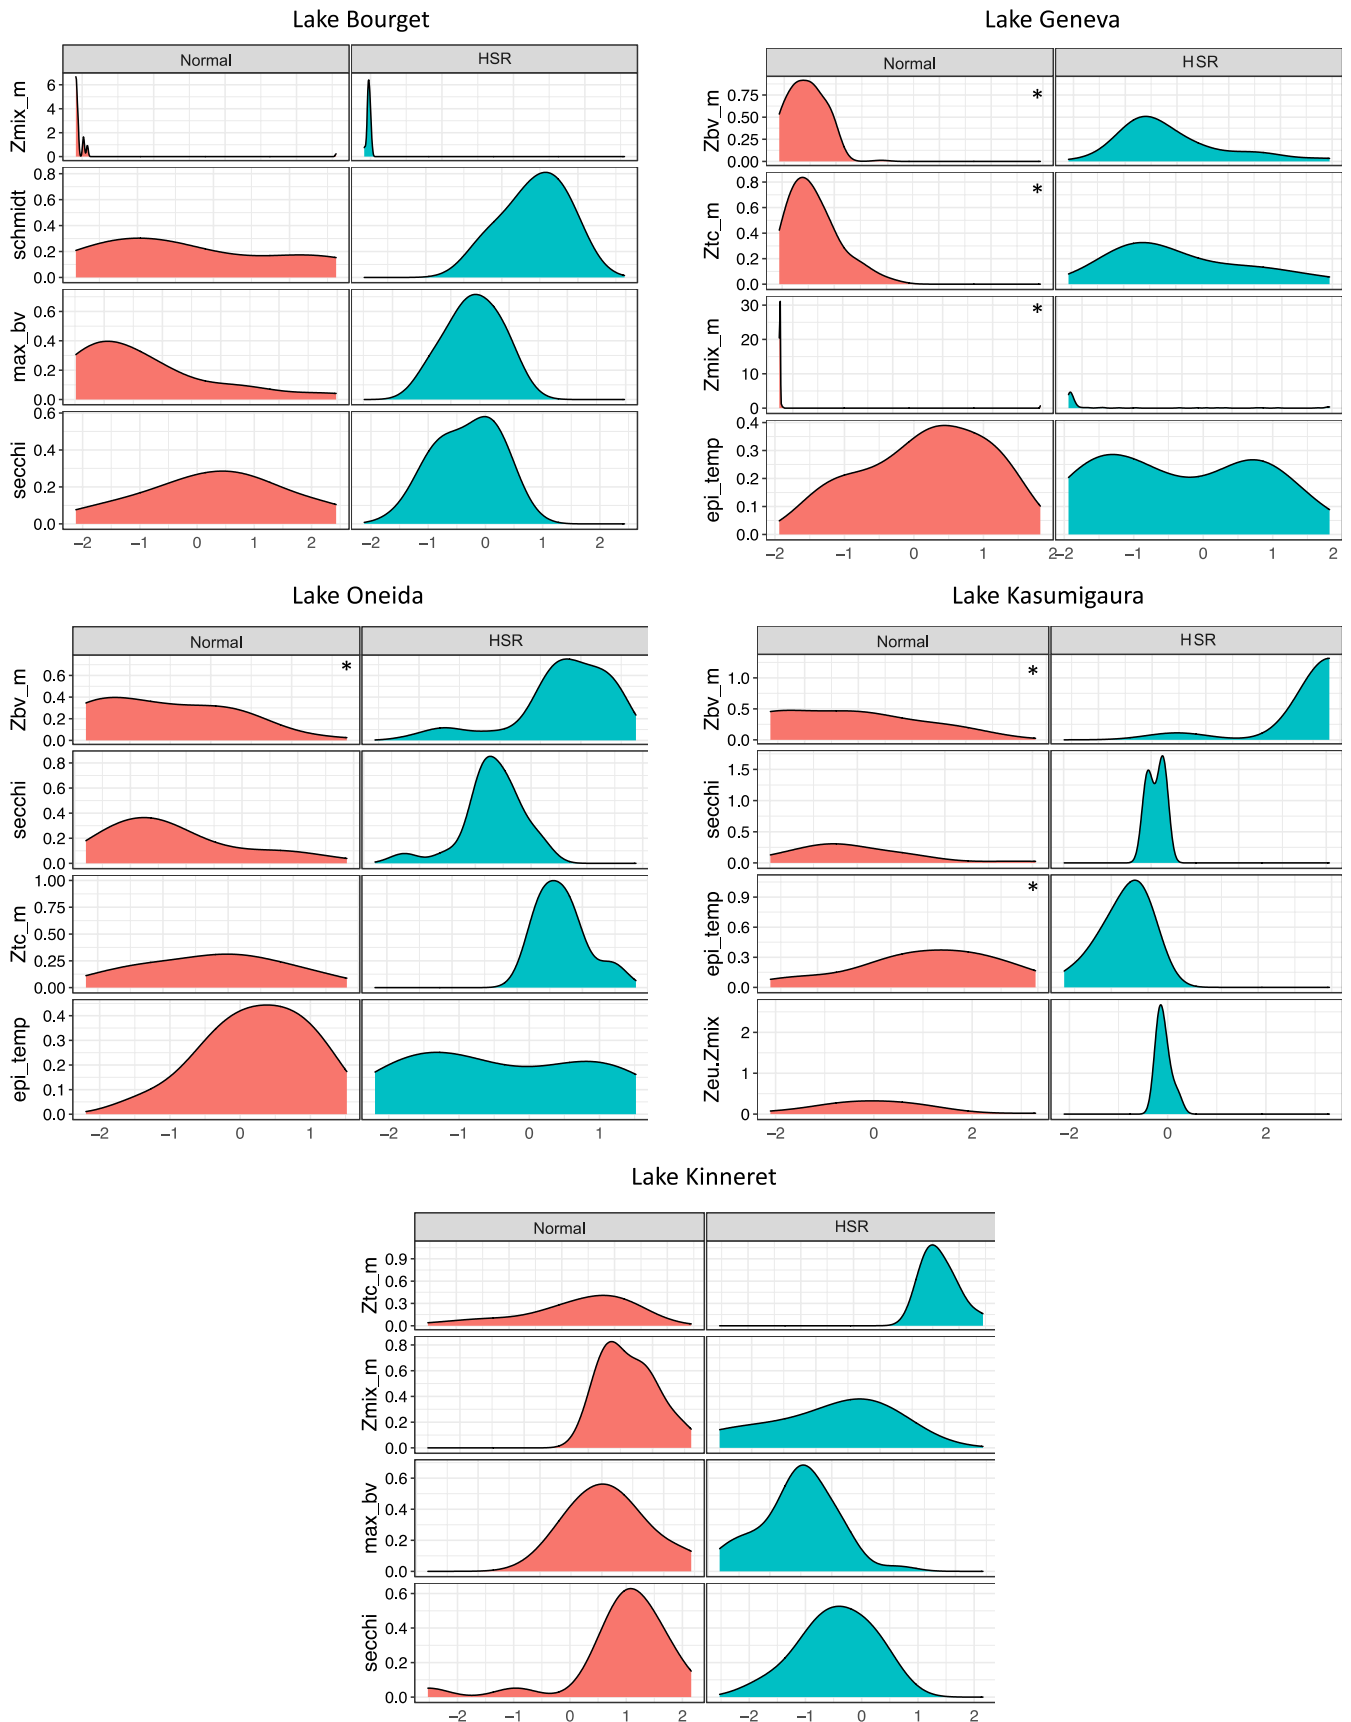 Lake Bourget
Normal HSR
Zmix_m
6
4
2
0
schmidt
0.8
0.6
0.4
0.2
0.0
max_bv
0.6
0.4
0.2
0.0
secchi
0.6
0.4
0.2
0.0
−2 −1 0 1 2 −2 −1 0 1 2
Lake Geneva
Normal HSR
Zbv_m
0.75
0.50
0.25
0.00
*
Ztc_m
0.8
0.6
0.4
0.2
0.0
*
Zmix_m
30
20
10
0
*
epi_temp
0.4
0.3
0.2
0.1
0.0
−2 −1 0 1 2 −2 −1 0 1 2
Lake Oneida
Normal HSR
Zbv_m
0.6
0.4
0.2
0.0
*
secchi
0.8
0.6
0.4
0.2
0.0
Ztc_m
1.00
0.75
0.50
0.25
0.00
epi_temp
0.4
0.3
0.2
0.1
0.0
−2 −1 0 1 −2 −1 0 1
Lake Kasumigaura
Normal HSR
Zbv_m
1.0
0.5
0.0
*
secchi
1.5
1.0
0.5
0.0
epi_temp
0.9
0.6
0.3
0.0
*
Zeu.Zmix
2
1
0
−2 0 2 −2 0 2
Lake Kinneret
Normal HSR
Ztc_m
0.9
0.6
0.3
0.0
Zmix_m
0.8
0.6
0.4
0.2
0.0
max_bv
0.6
0.4
0.2
0.0
secchi
0.6
0.4
0.2
0.0
−2 −1 0 1 2 −2 −1 0 1 2